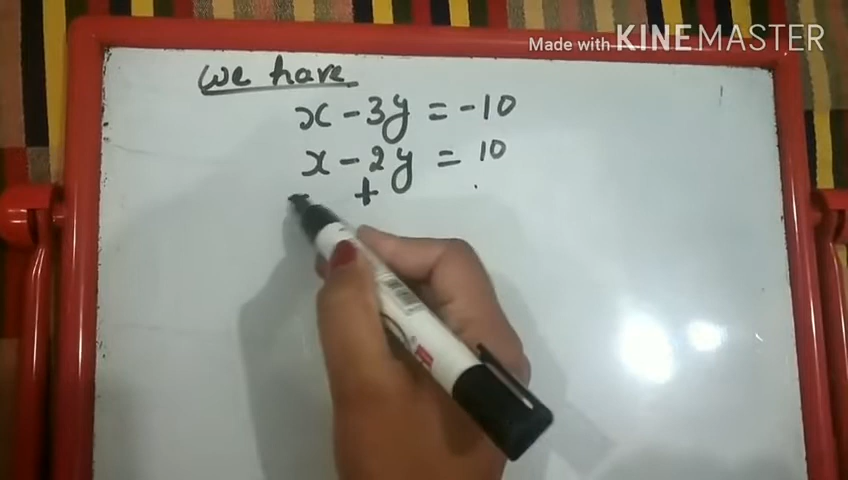 Made with KINEMASTER
we have
x - 3y = -10
x - 2y = 10
- +